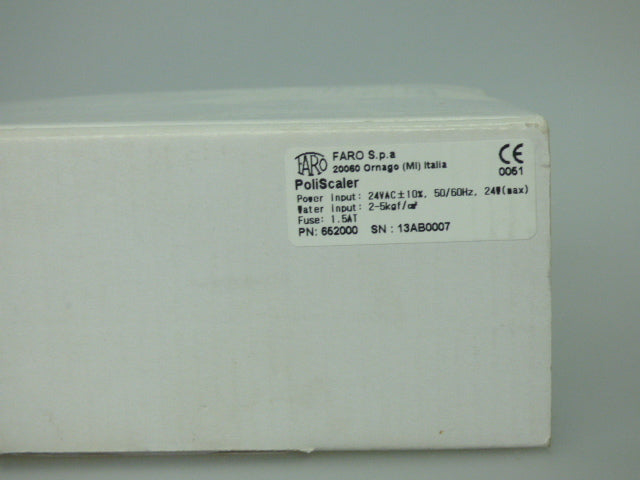 FARO FARO S.p.a
20060 Ornago (MI) Italia
CE
0051
PoliScaler
Power Input: 24VAC±10%, 50/60Hz, 24W(max)
Water Input: 2-5kgf/㎠
Fuse: 1.5AT
PN: 652000 SN : 13AB0007